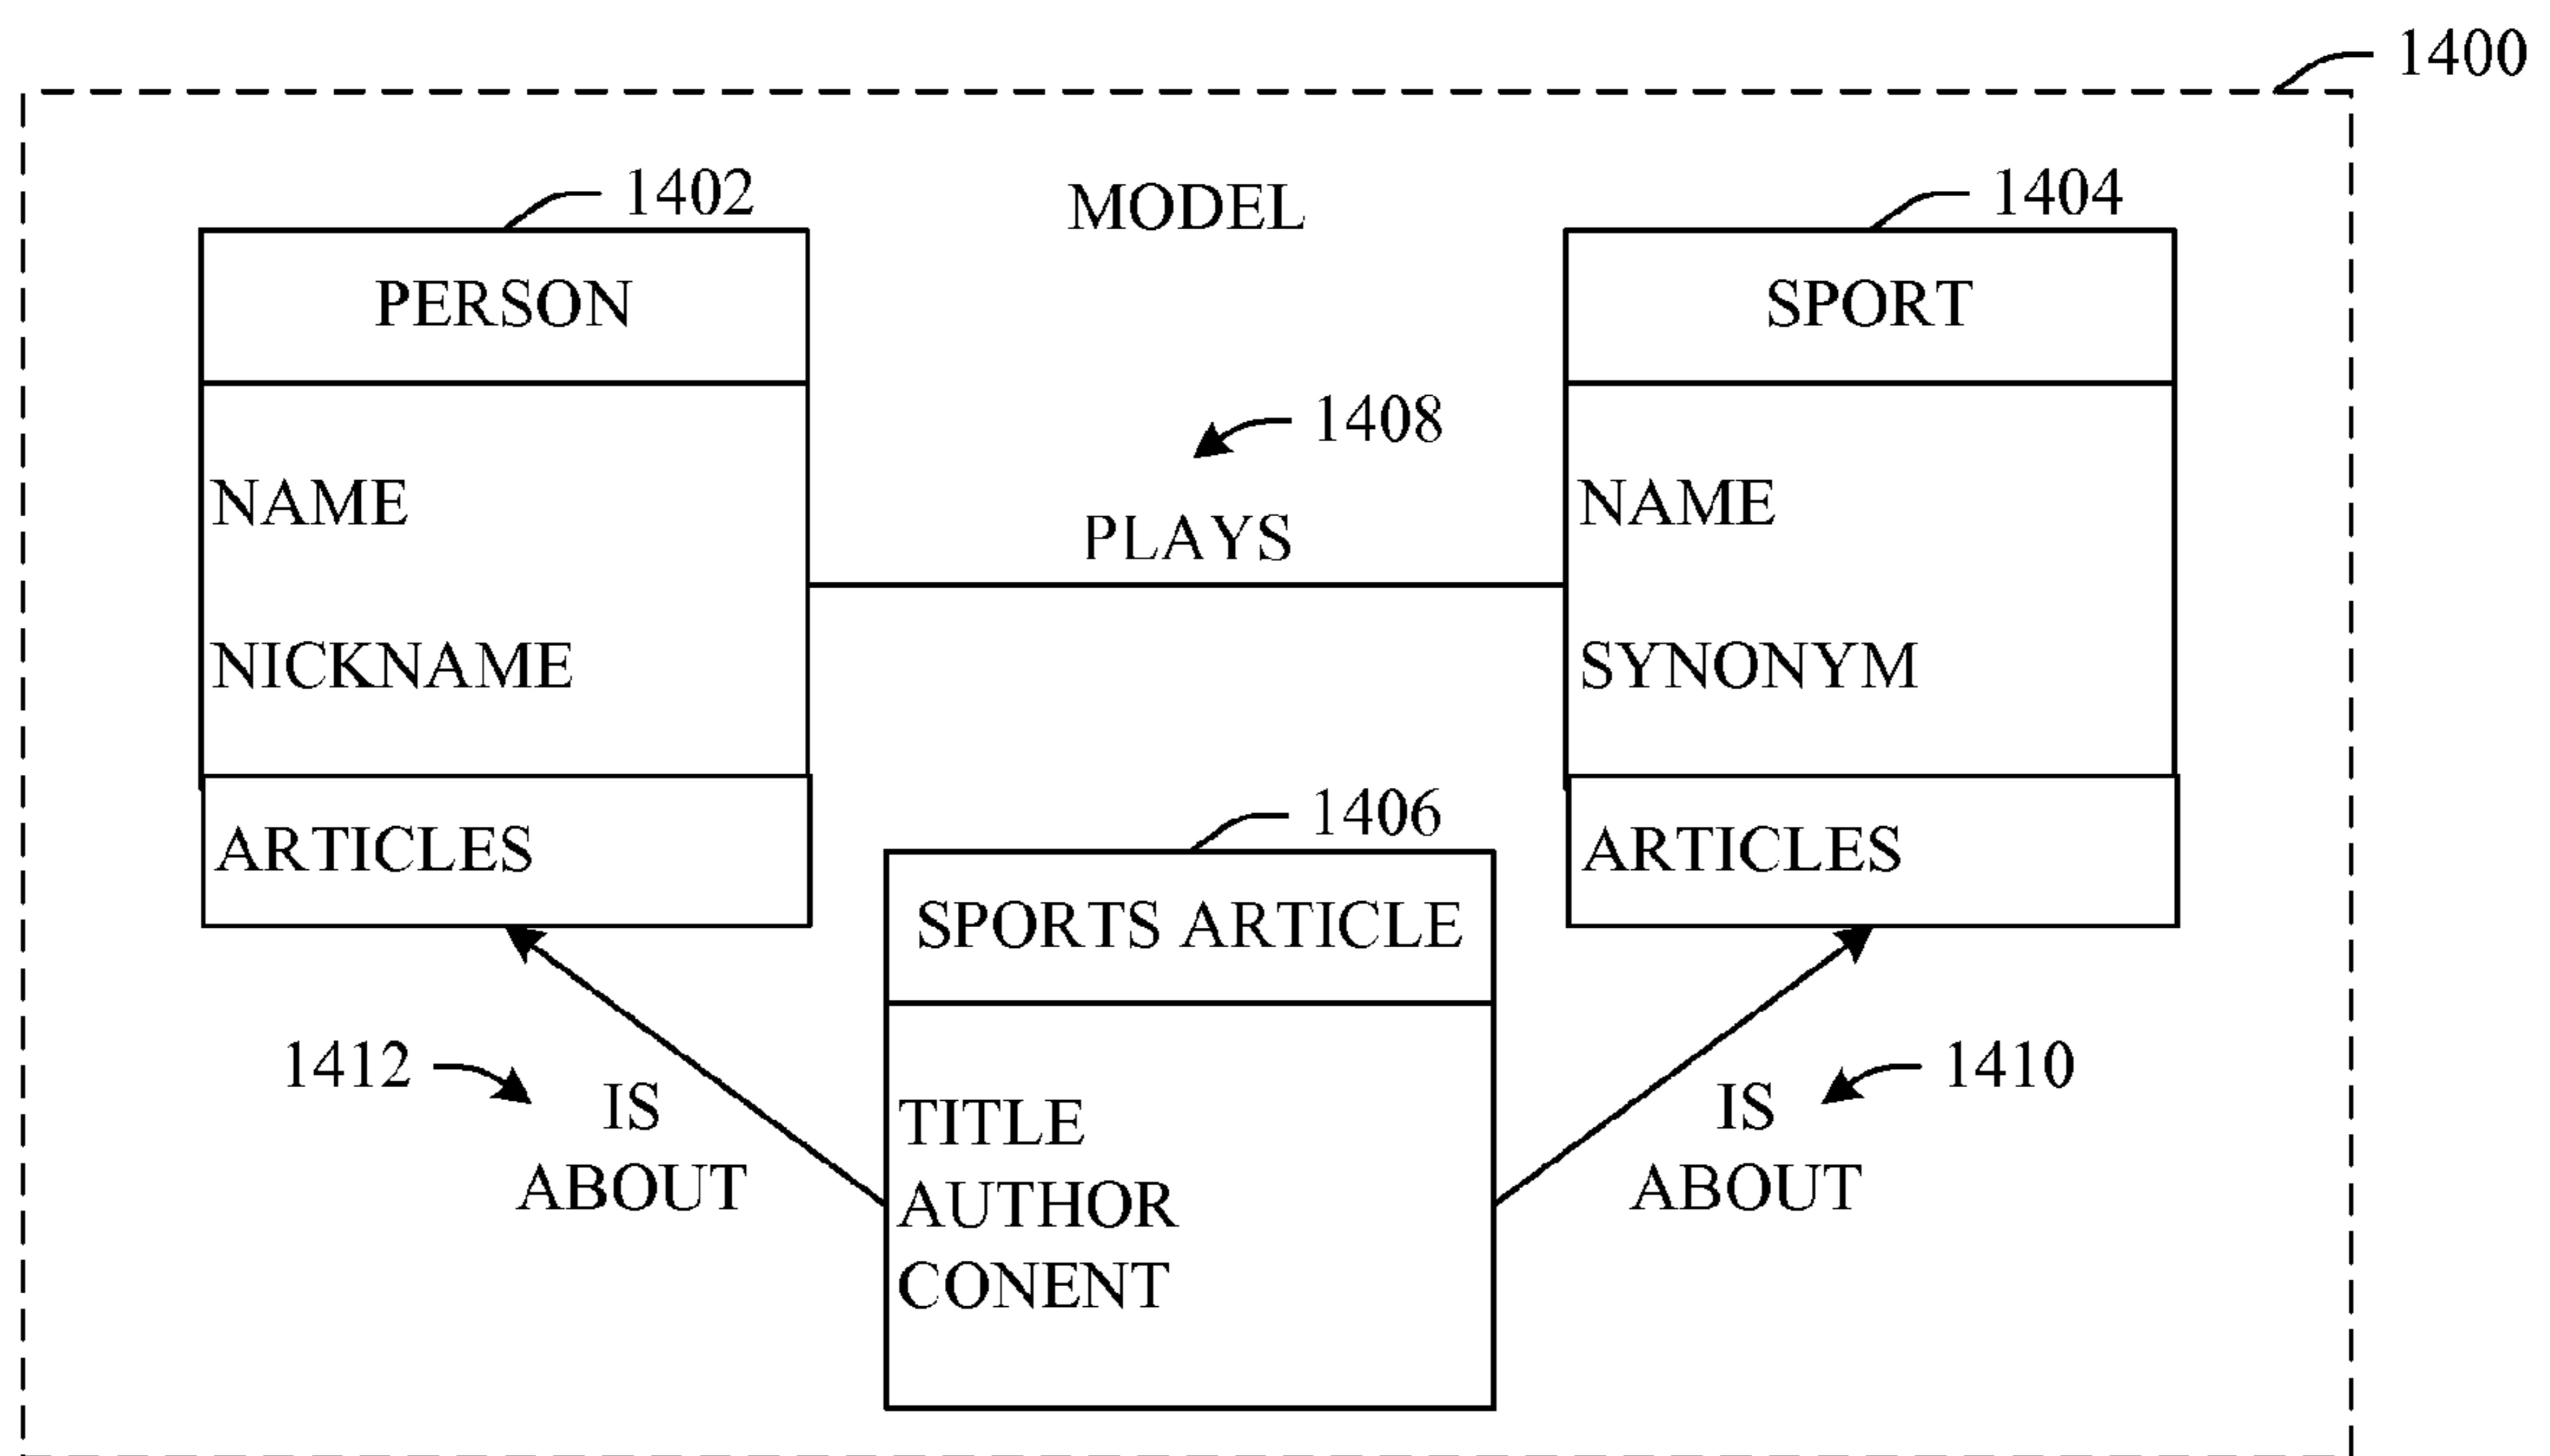 1400
1402
MODEL
1404
PERSON
SPORT
1408
NAME
PLAYS
NAME
NICKNAME
SYNONYM
1406
ARTICLES
ARTICLES
SPORTS ARTICLE
1412
IS
ABOUT
TITLE
AUTHOR
CONENT
1410
IS
ABOUT